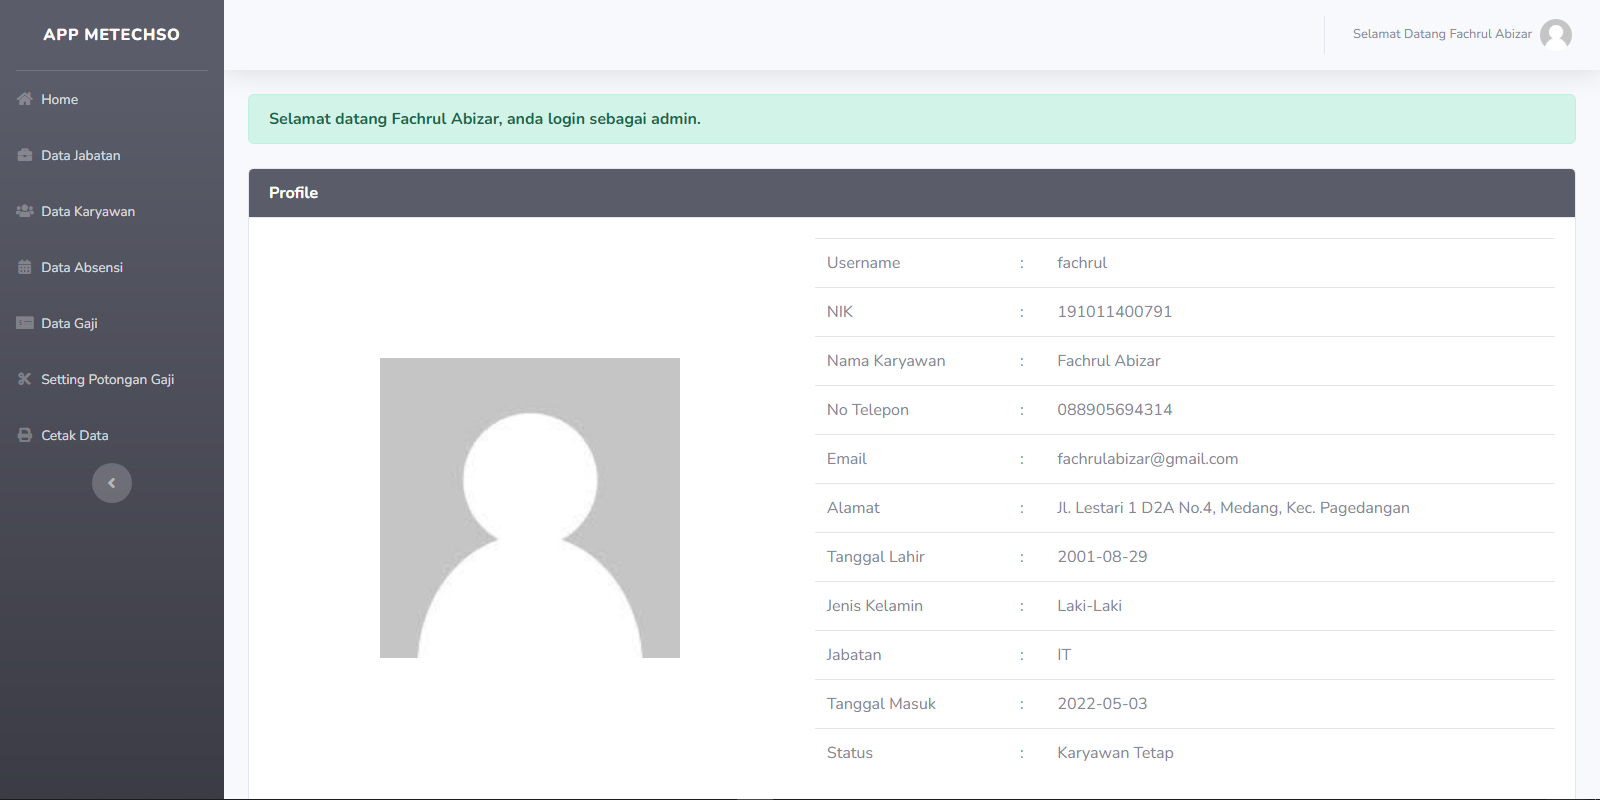 APP METECHSO
Selamat Datang Fachrul Abizar
Home
Data Jabatan
Data Karyawan
Data Absensi
Data Gaji
Setting Potongan Gaji
Cetak Data
Selamat datang Fachrul Abizar, anda login sebagai admin.
Profile
Username : fachrul
NIK : 191011400791
Nama Karyawan : Fachrul Abizar
No Telepon : 088905694314
Email : fachrulabizar@gmail.com
Alamat : Jl. Lestari 1 D2A No.4, Medang, Kec. Pagedangan
Tanggal Lahir : 2001-08-29
Jenis Kelamin : Laki-Laki
Jabatan : IT
Tanggal Masuk : 2022-05-03
Status : Karyawan Tetap